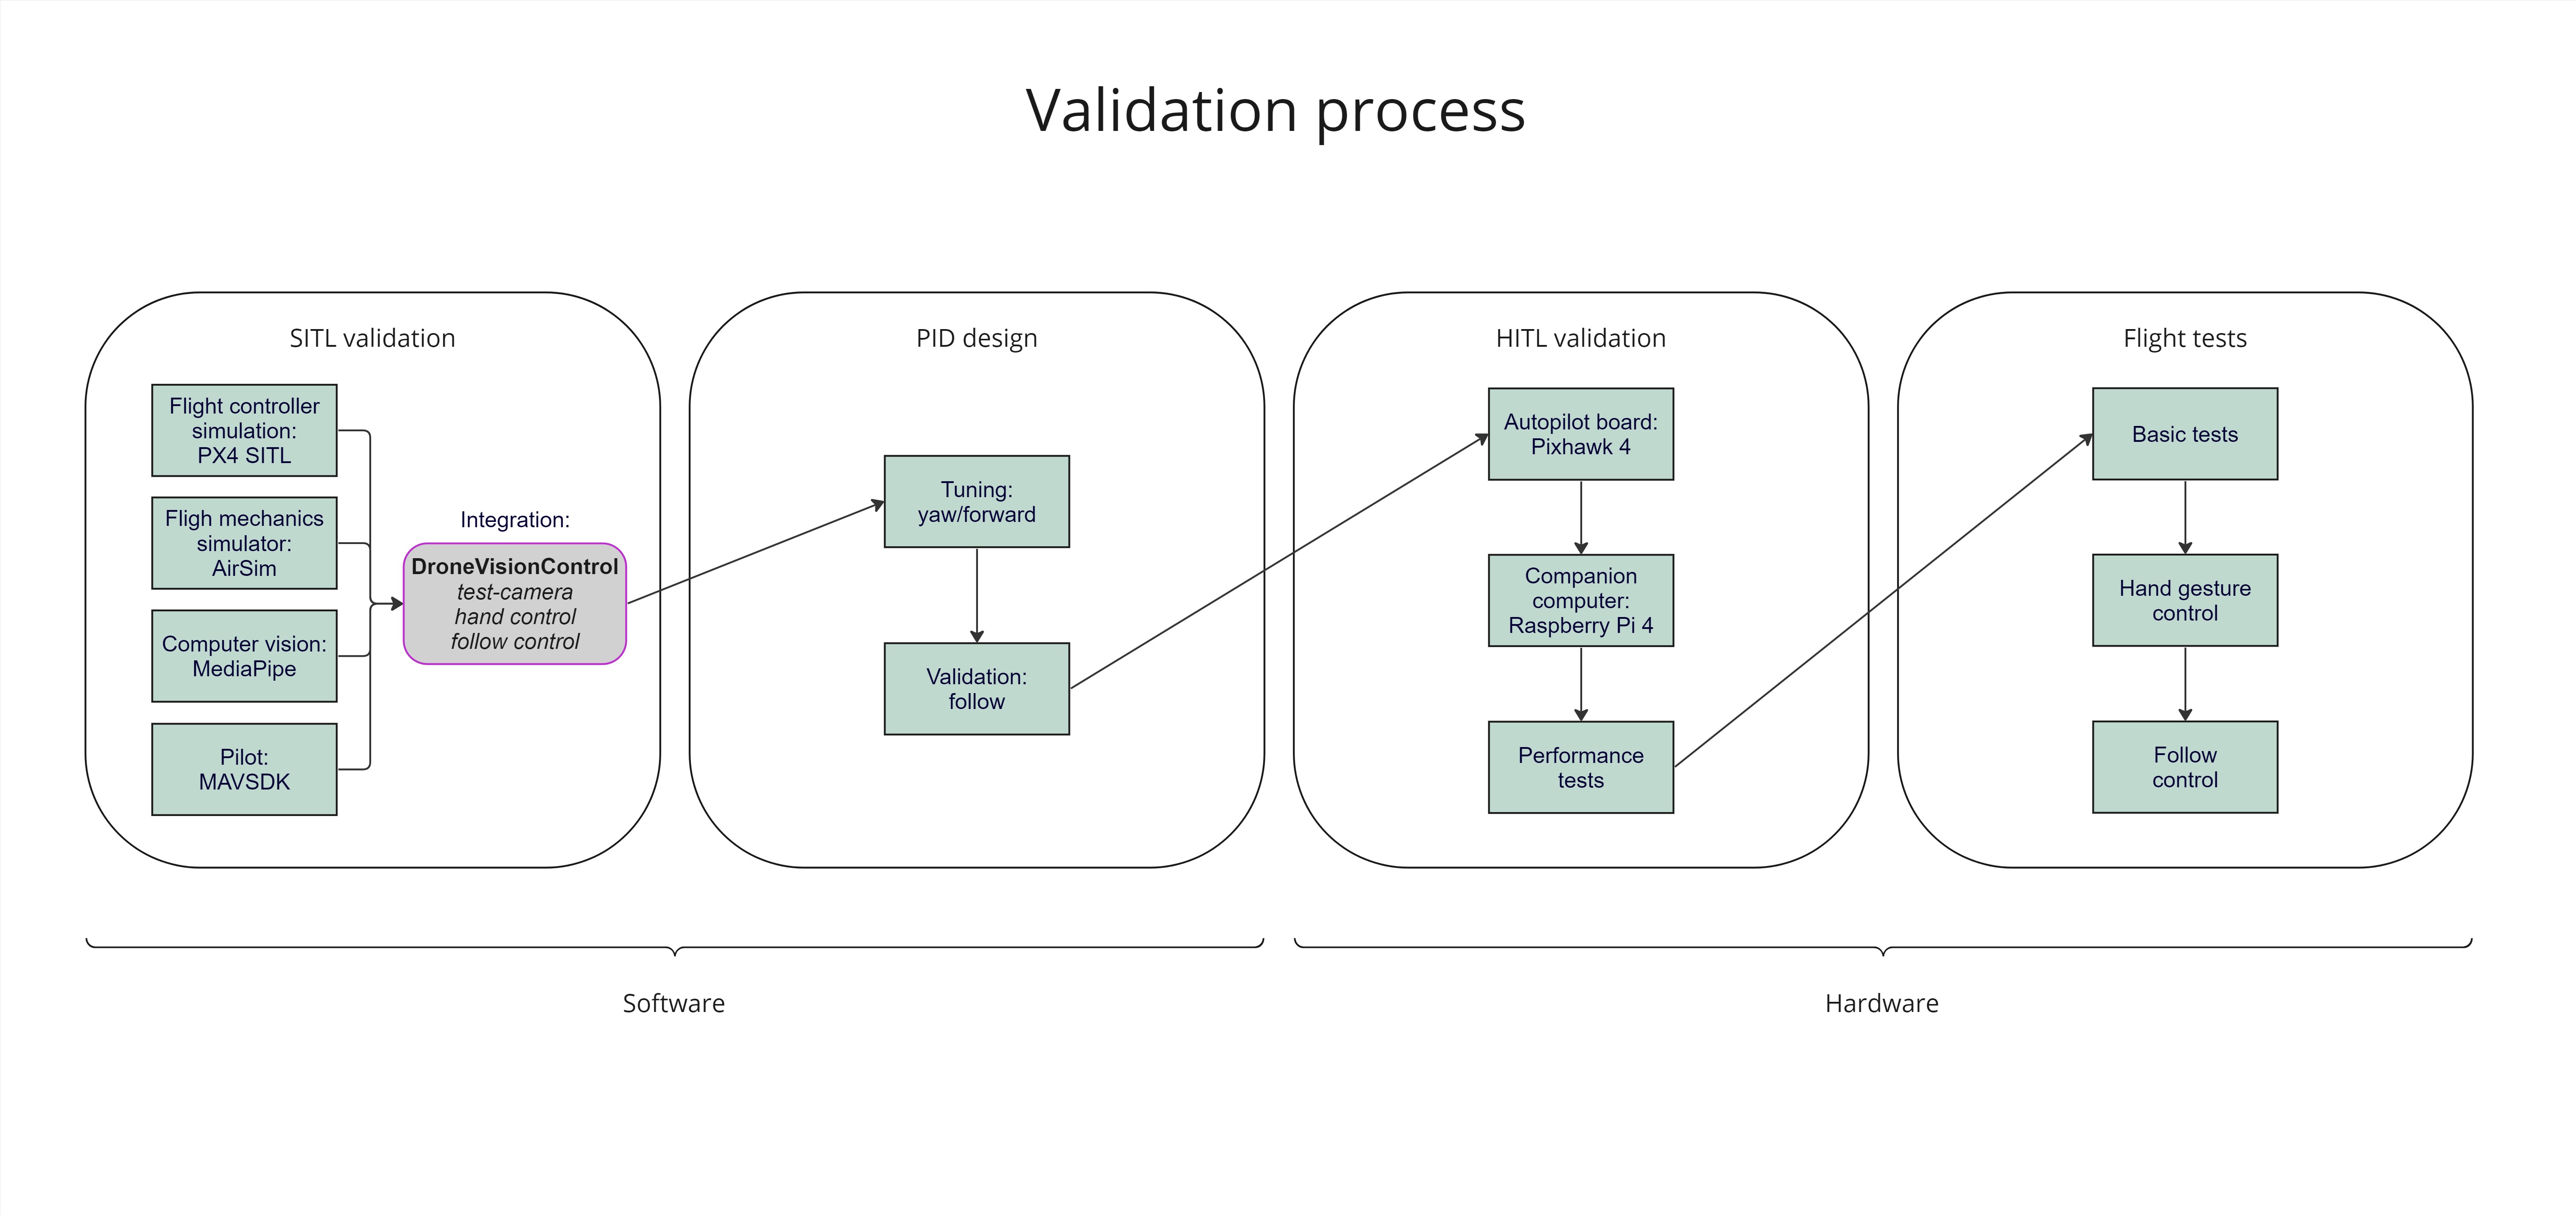 Validation process
SITL validation
Flight controller
simulation:
PX4 SITL
Fligh mechanics
simulator:
AirSim
Computer vision:
MediaPipe
Pilot:
MAVSDK
Integration:
DroneVisionControl
test-camera
hand control
follow control
PID design
Tuning:
yaw/forward
Validation:
follow
HITL validation
Autopilot board:
Pixhawk 4
Companion
computer:
Raspberry Pi 4
Performance
tests
Flight tests
Basic tests
Hand gesture
control
Follow
control
Software
Hardware